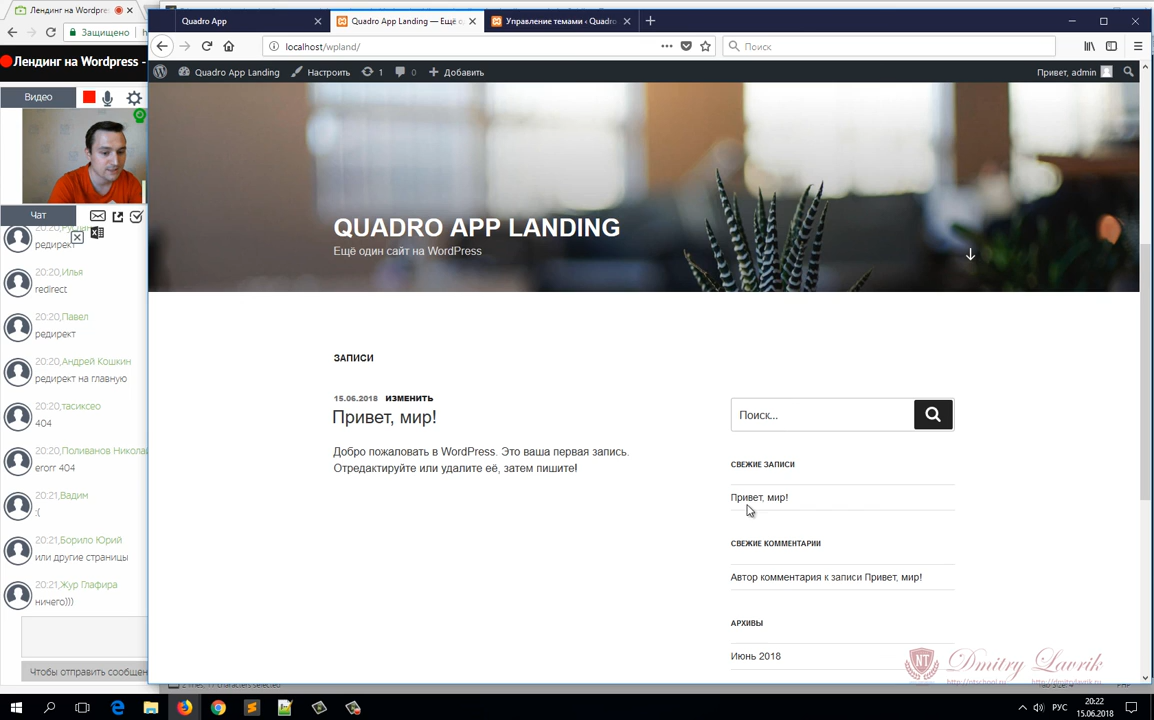 Лендинг на Wordpress
Защищено
Лендинг на Wordpress -
Видео
Чат
20:20, Руслан
редирект
20:20,Илья
redirect
20:20,Павел
редирект
20:20,Андрей Кошкин
редирект на главную
20:20,тасиксео
404
20:20,Поливанов Никола
erorr 404
20:21,Вадим
:(
20:21,Борило Юрий
или другие страницы
20:21,Жур Глафира
ничего)))
Чтобы отправить сообщен
Quadro App
Quadro App Landing — Ещё о
Управление темами ‹ Quadro
localhost/wpland/
Поиск
Quadro App Landing
Настроить
1
Добавить
Привет, admin
QUADRO APP LANDING
Ещё один сайт на WordPress
ЗАПИСИ
15.06.2018 ИЗМЕНИТЬ
Привет, мир!
Добро пожаловать в WordPress. Это ваша первая запись.
Отредактируйте или удалите её, затем пишите!
Поиск...
СВЕЖИЕ ЗАПИСИ
Привет, мир!
СВЕЖИЕ КОММЕНТАРИИ
Автор комментария к записи Привет, мир!
АРХИВЫ
Июнь 2018
NT
Dmitry Lavrik
РУС
20:22
15.06.2018